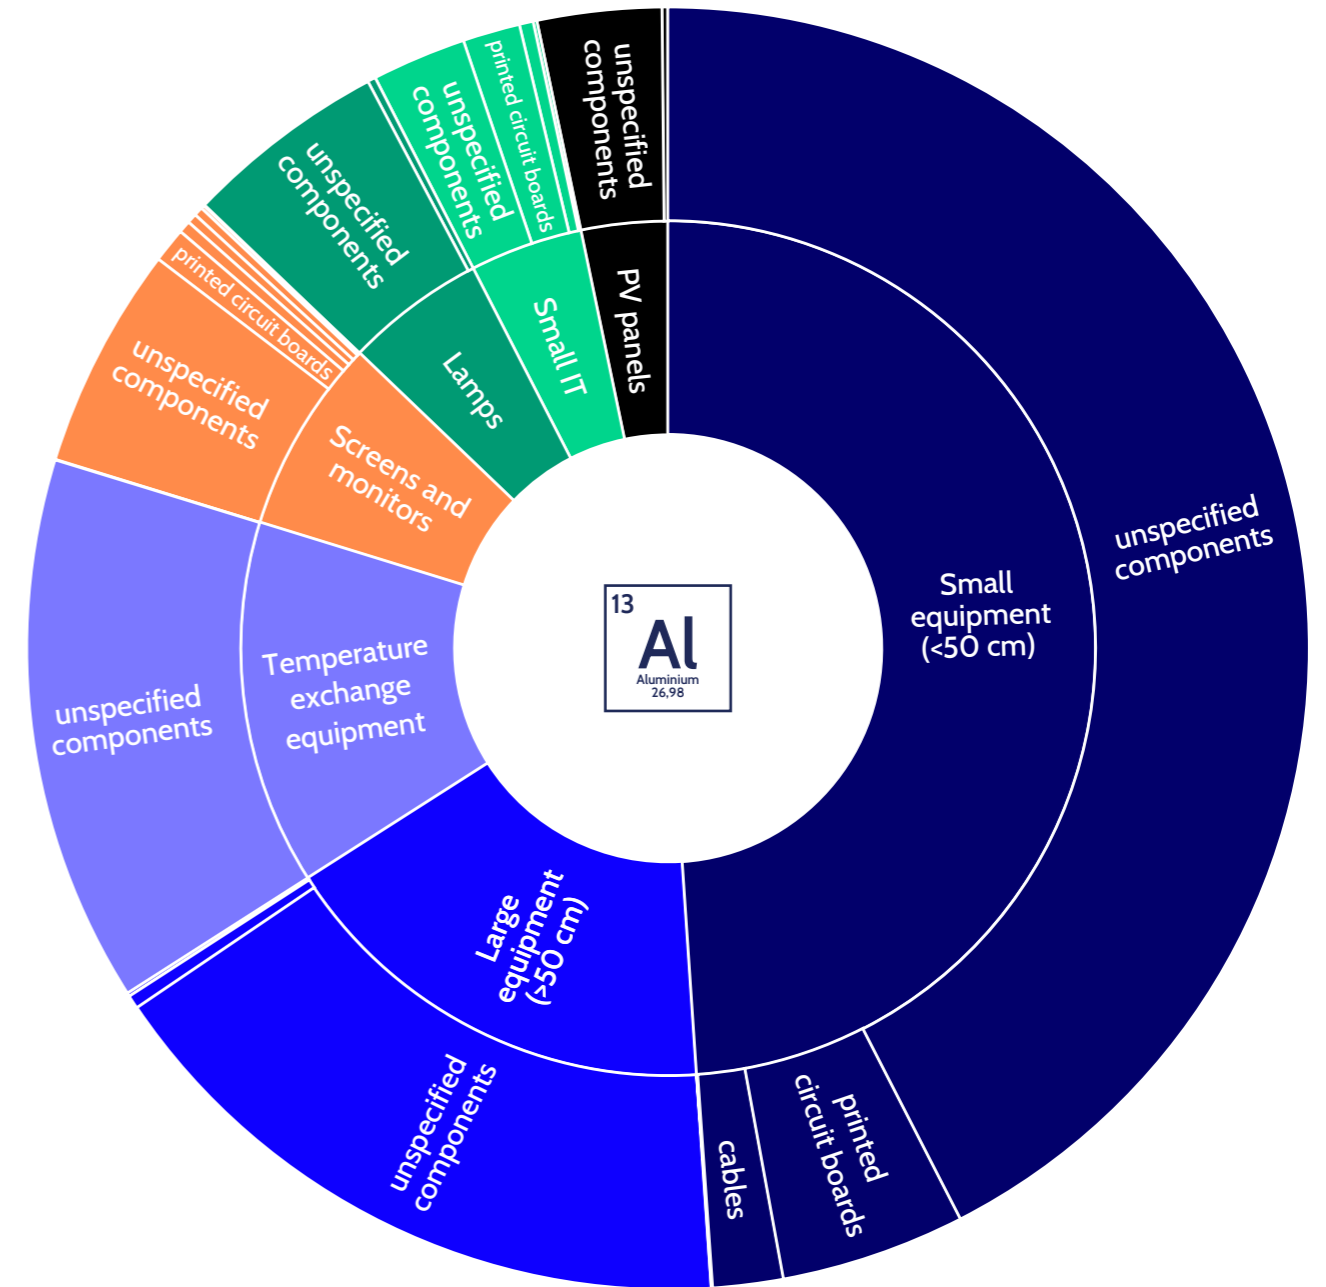 13
Al
Aluminium
26,98
Small
equipment
(<50 cm)
unspecified
components
printed
circuit boards
cables
Large
equipment
(>50 cm)
unspecified
components
Temperature
exchange
equipment
unspecified
components
Screens and
monitors
unspecified
components
printed circuit boards
Lamps
unspecified
components
Small IT
unspecified
components
printed circuit boards
PV panels
unspecified
components